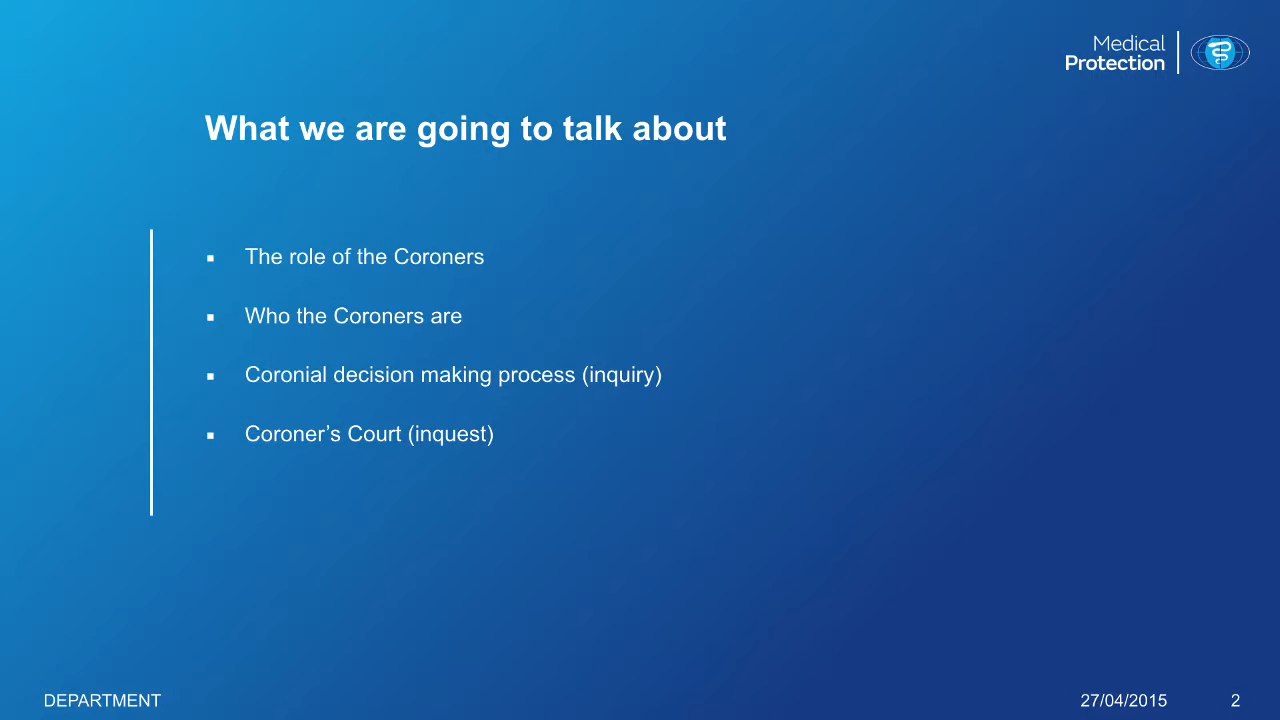 Medical
Protection
What we are going to talk about
▪ The role of the Coroners
▪ Who the Coroners are
▪ Coronial decision making process (inquiry)
▪ Coroner’s Court (inquest)
DEPARTMENT 27/04/2015 2